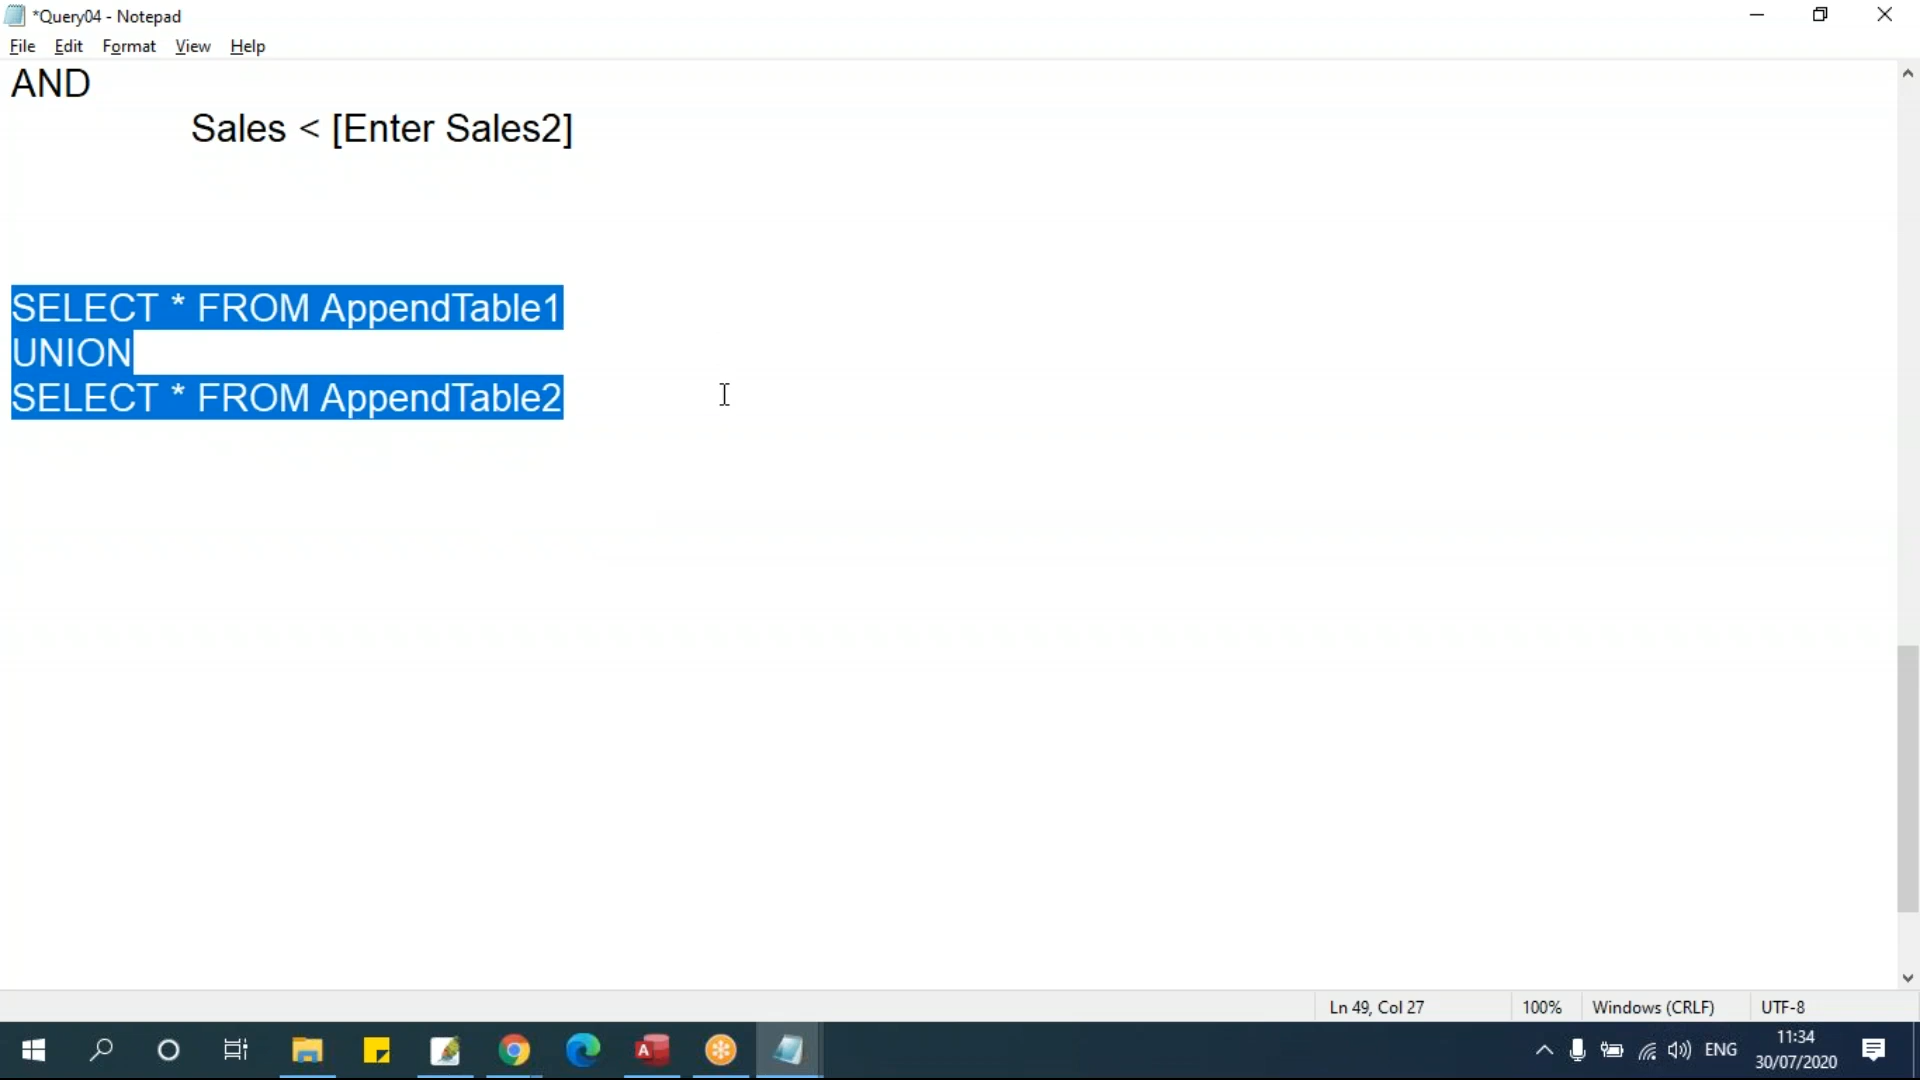 *Query04 - Notepad
File Edit Format View Help
AND
Sales < [Enter Sales2]
SELECT * FROM AppendTable1
UNION
SELECT * FROM AppendTable2
Ln 49, Col 27 100% Windows (CRLF) UTF-8
A ENG 11:34
30/07/2020